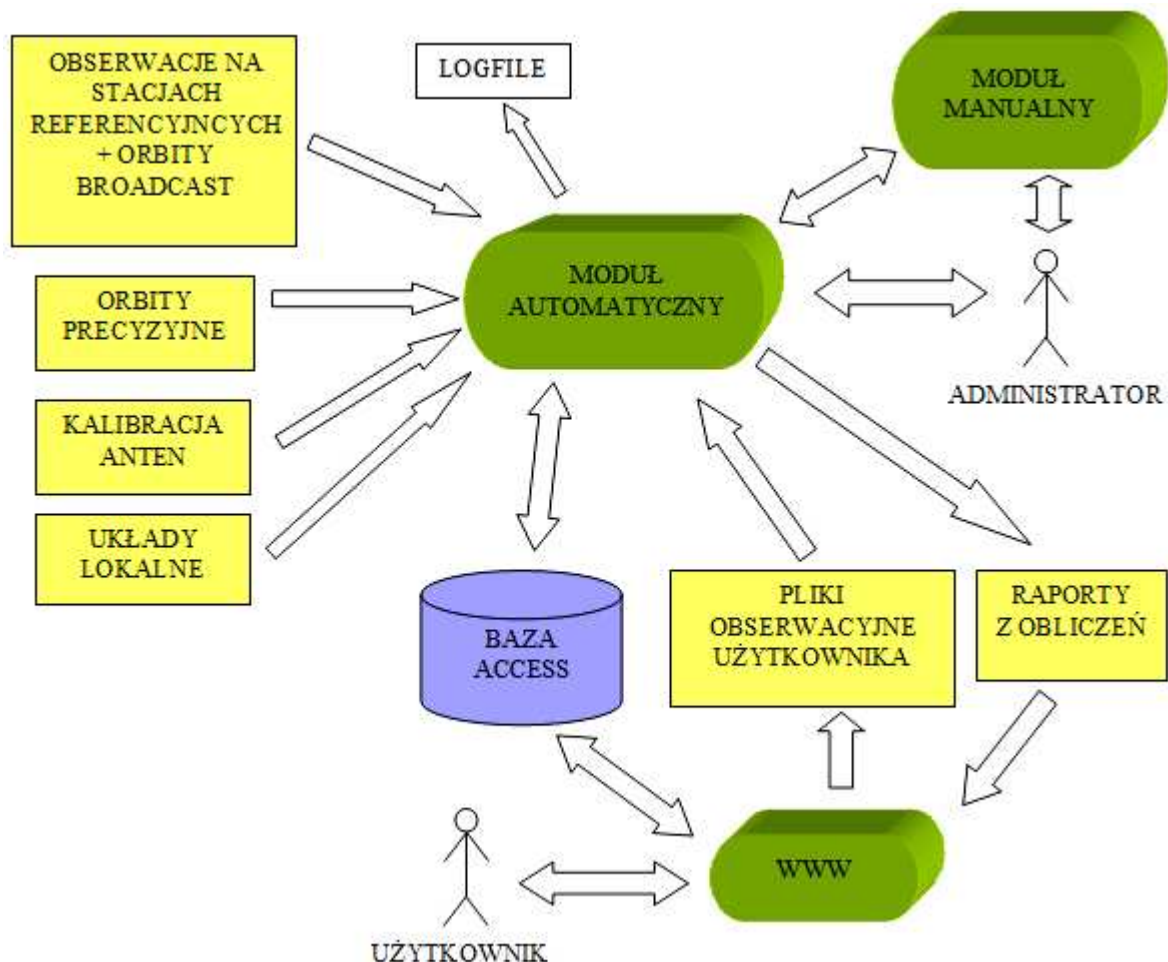 OBSERWACJE NA
STACJACH
REFERENCYJNCYCH
+ ORBITY
BROADCAST
LOGFILE
MODUŁ
MANUALNY
MODUŁ
AUTOMATYCZNY
ORBITY
PRECYZYJNE
ADMINISTRATOR
KALIBRACJA
ANTEN
UKŁADY
LOKALNE
BAZA
ACCESS
PLIKI
OBSERWACYJNE
UŻYTKOWNIKA
RAPORTY
Z OBLICZEŃ
WWW
UŻYTKOWNIK